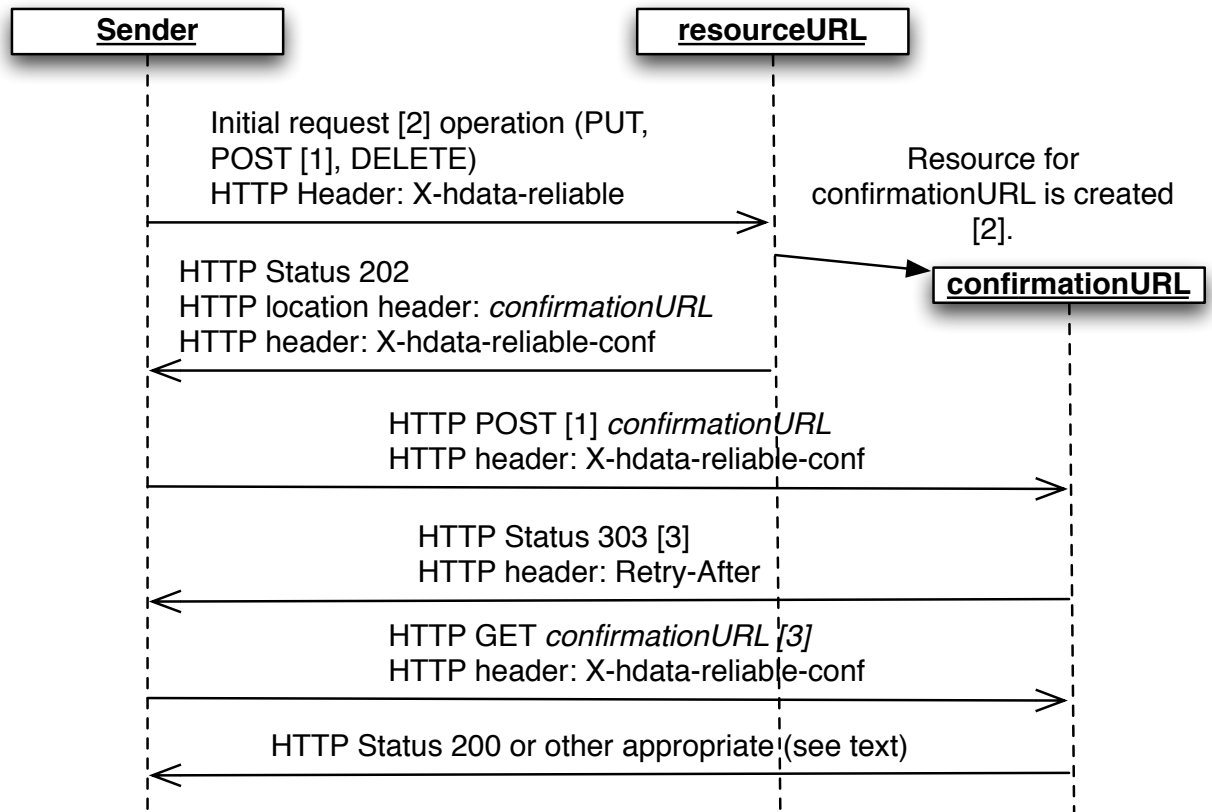 Sender
resourceURL
Initial request [2] operation (PUT,
POST [1], DELETE)
HTTP Header: X-hdata-reliable
Resource for
confirmationURL is created
[2].
confirmationURL
HTTP Status 202
HTTP location header: confirmationURL
HTTP header: X-hdata-reliable-conf
HTTP POST [1] confirmationURL
HTTP header: X-hdata-reliable-conf
HTTP Status 303 [3]
HTTP header: Retry-After
HTTP GET confirmationURL [3]
HTTP header: X-hdata-reliable-conf
HTTP Status 200 or other appropriate (see text)